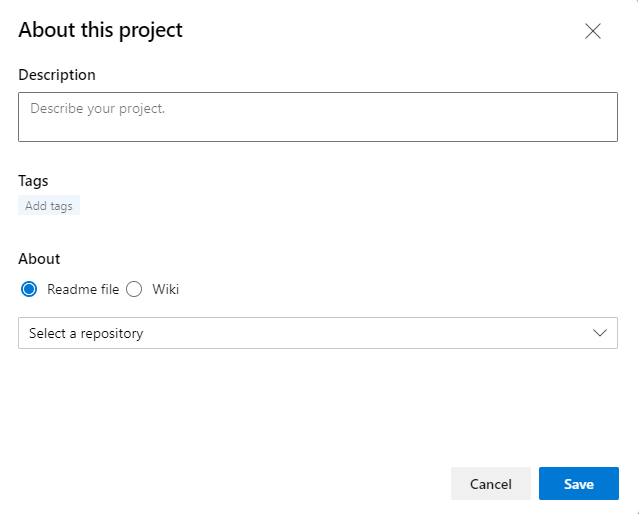 About this project
Description
Describe your project.
Tags
Add tags
About
Readme file Wiki
Select a repository
Cancel Save